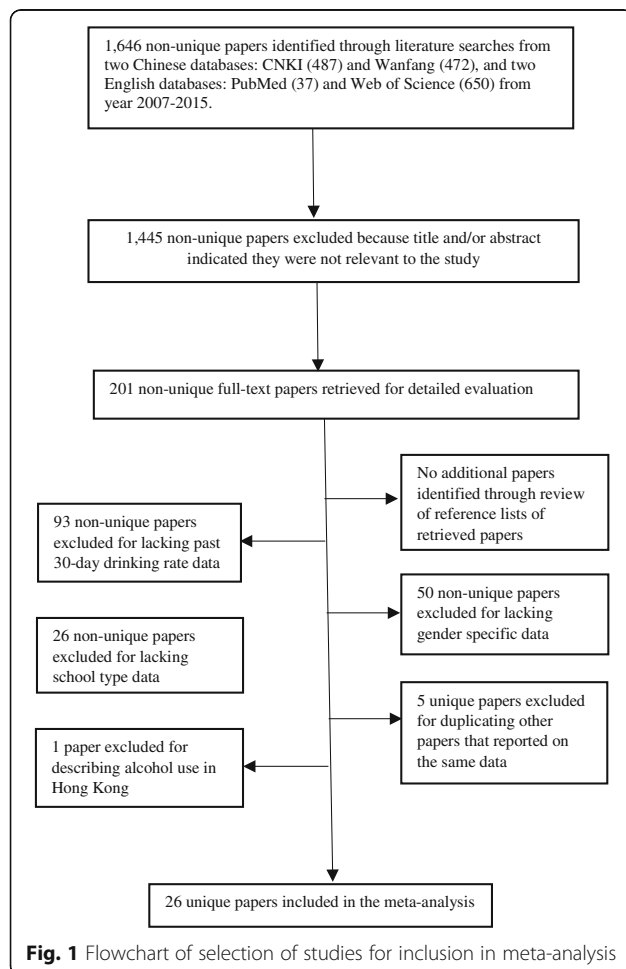 1,646 non-unique papers identified through literature searches from
two Chinese databases: CNKI (487) and Wanfang (472), and two
English databases: PubMed (37) and Web of Science (650) from
year 2007-2015.
1,445 non-unique papers excluded because title and/or abstract
indicated they were not relevant to the study
201 non-unique full-text papers retrieved for detailed evaluation
No additional papers
identified through review
of reference lists of
retrieved papers
93 non-unique papers
excluded for lacking past
30-day drinking rate data
50 non-unique papers
excluded for lacking
gender specific data
26 non-unique papers
excluded for lacking
school type data
5 unique papers excluded
for duplicating other
papers that reported on
the same data
1 paper excluded for
describing alcohol use in
Hong Kong
26 unique papers included in the meta-analysis
Fig. 1 Flowchart of selection of studies for inclusion in meta-analysis